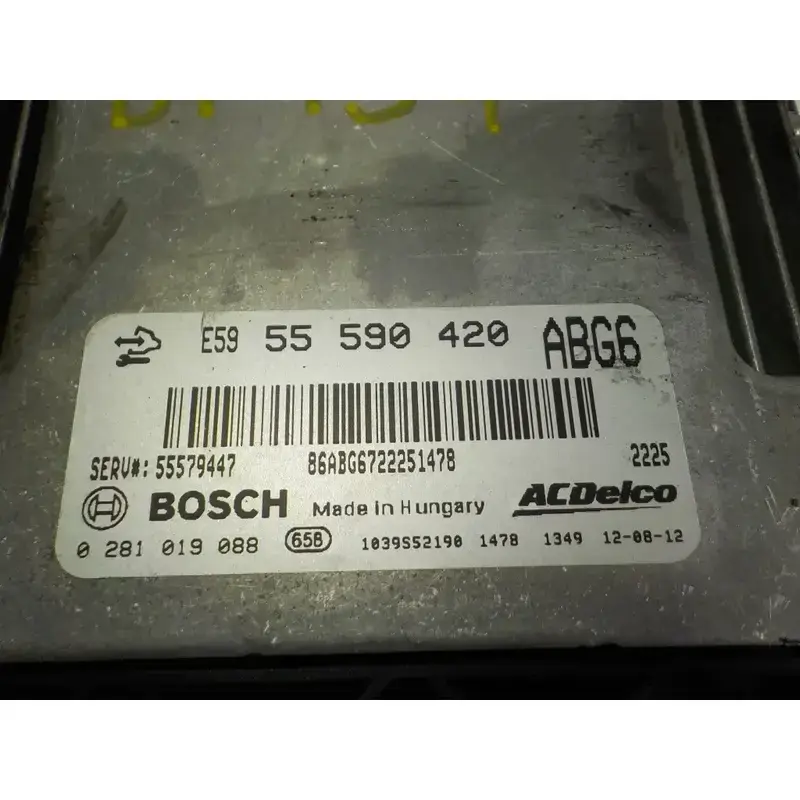 E59 55 590 420 ABG6
SERV#: 55579447 86ABG6722251478 2225
BOSCH Made in Hungary ACDelco
0 281 019 088 65B 1039S52190 1478 1349 12-08-12